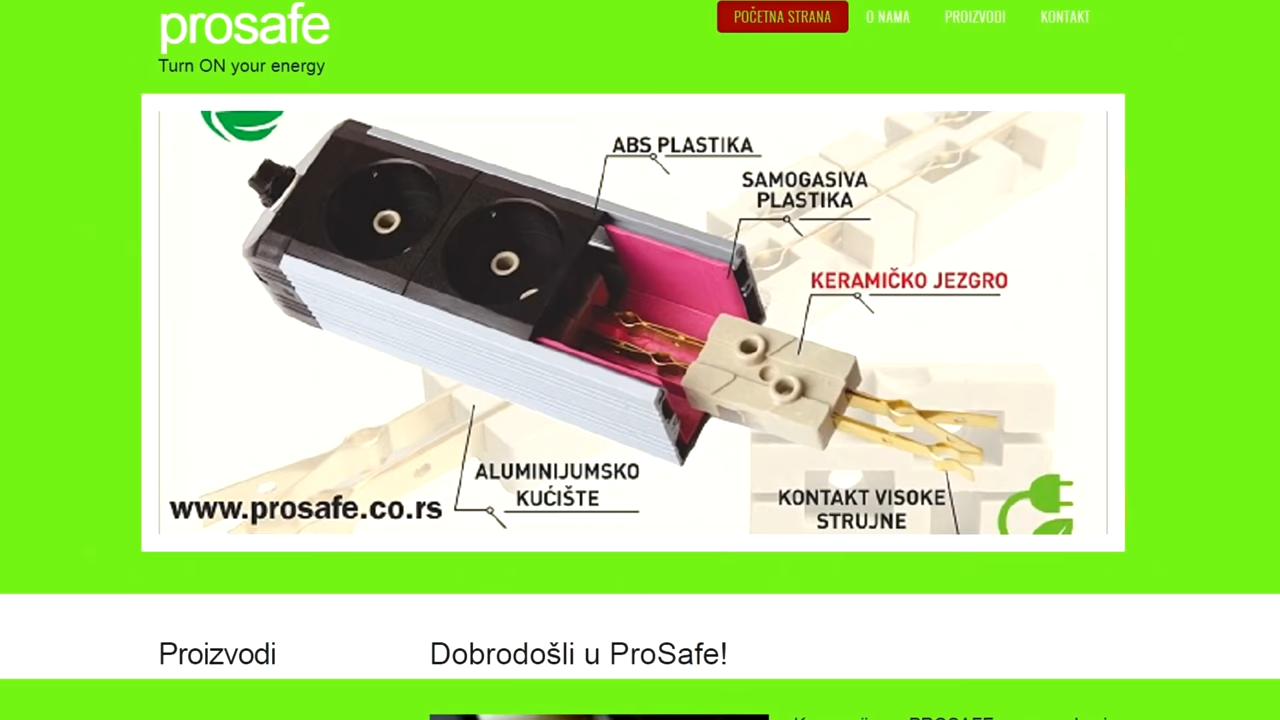 prosafe
Turn ON your energy
POČETNA STRANA
O NAMA
PROIZVODI
KONTAKT
ABS PLASTIKA
SAMOGASIVA
PLASTIKA
KERAMIČKO JEZGRO
ALUMINIJUMSKO
KUĆIŠTE
www.prosafe.co.rs
KONTAKT VISOKE
STRUJNE
Proizvodi
Dobrodošli u ProSafe!